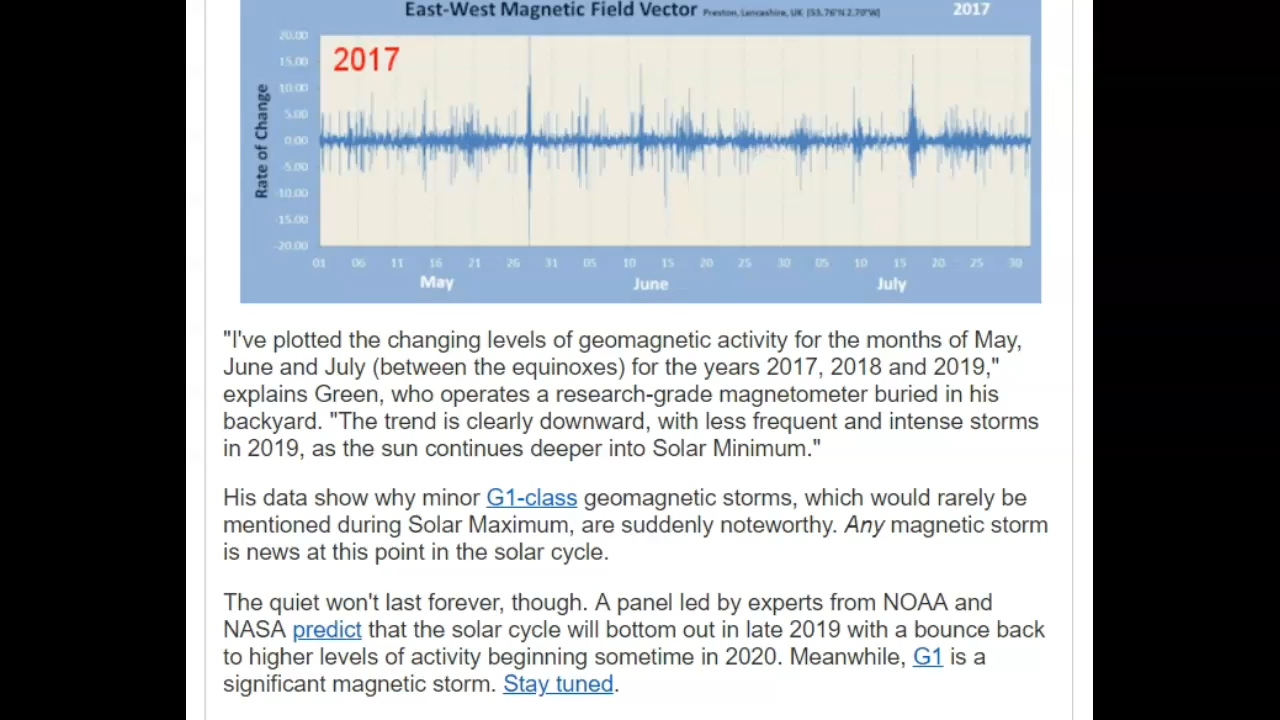 East-West Magnetic Field Vector Preston, Lancashire, UK (53.76°N 2.70°W) 2017
20.00
2017
15.00
10.00
5.00
0.00
-5.00
-10.00
-15.00
-20.00
Rate of Change
01 06 11 16 21 26 31 05 10 15 20 25 30 05 10 15 20 25 30
May June July
"I've plotted the changing levels of geomagnetic activity for the months of May,
June and July (between the equinoxes) for the years 2017, 2018 and 2019,"
explains Green, who operates a research-grade magnetometer buried in his
backyard. "The trend is clearly downward, with less frequent and intense storms
in 2019, as the sun continues deeper into Solar Minimum."
His data show why minor G1-class geomagnetic storms, which would rarely be
mentioned during Solar Maximum, are suddenly noteworthy. Any magnetic storm
is news at this point in the solar cycle.
The quiet won't last forever, though. A panel led by experts from NOAA and
NASA predict that the solar cycle will bottom out in late 2019 with a bounce back
to higher levels of activity beginning sometime in 2020. Meanwhile, G1 is a
significant magnetic storm. Stay tuned.